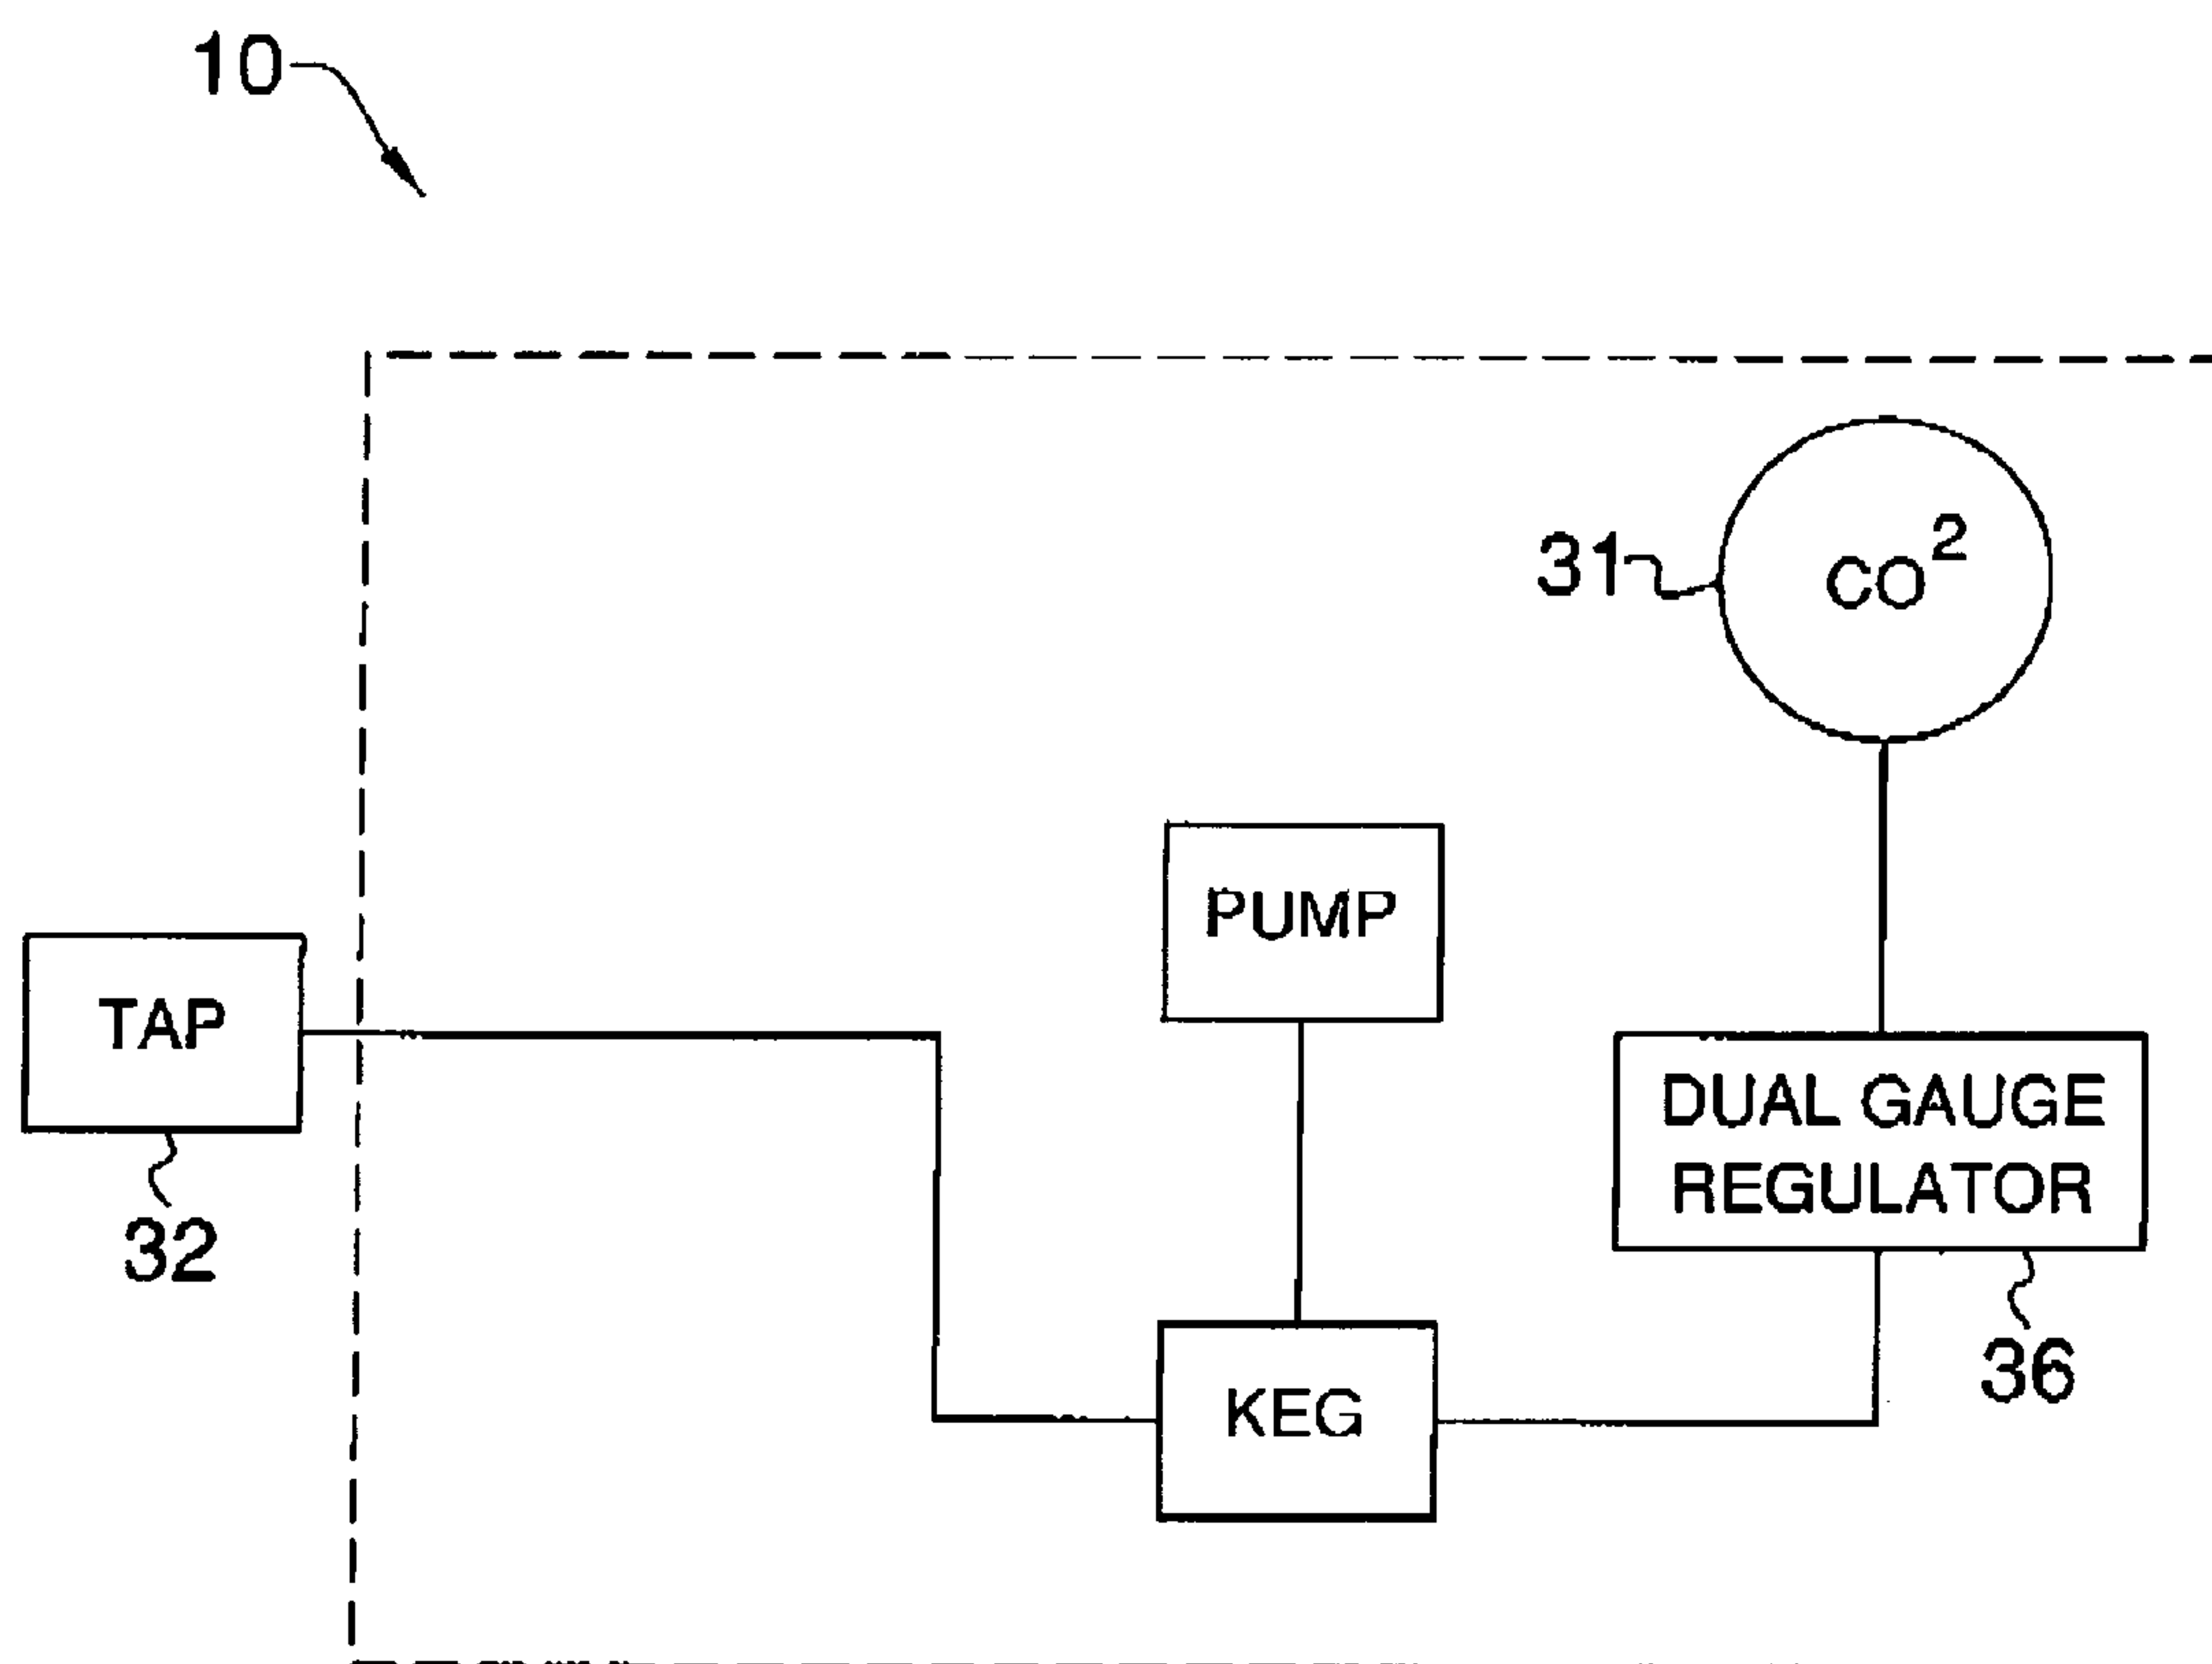 10
31
CO²
PUMP
TAP
DUAL GAUGE
REGULATOR
32
36
KEG